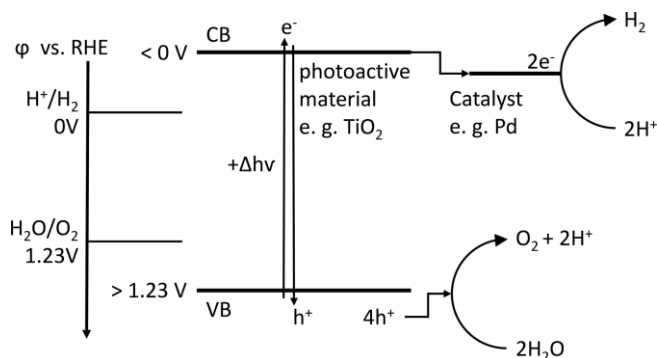 φ vs. RHE
H⁺/H₂
0V
H₂O/O₂
1.23V
< 0 V
CB
e⁻
photoactive
material
e. g. TiO₂
+Δhν
> 1.23 V
VB
h⁺
4h⁺
2e⁻
Catalyst
e. g. Pd
H₂
2H⁺
O₂ + 2H⁺
2H₂O